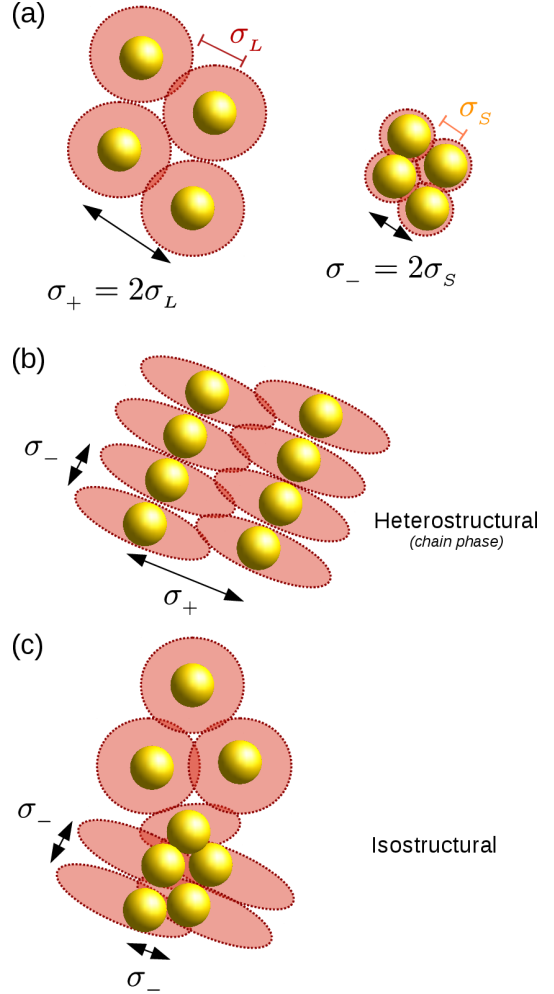 (a)
σ_L
σ_S
σ_+ = 2σ_L
σ_− = 2σ_S
(b)
σ_−
Heterostructural
(chain phase)
σ_+
(c)
σ_−
Isostructural
σ_−